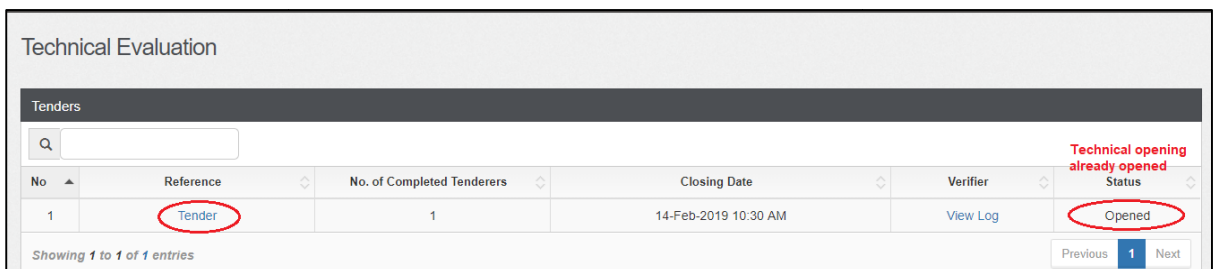 Technical Evaluation
Tenders
Technical opening
already opened
No Reference No. of Completed Tenderers Closing Date Verifier Status
1 Tender 1 14-Feb-2019 10:30 AM View Log Opened
Showing 1 to 1 of 1 entries Previous 1 Next